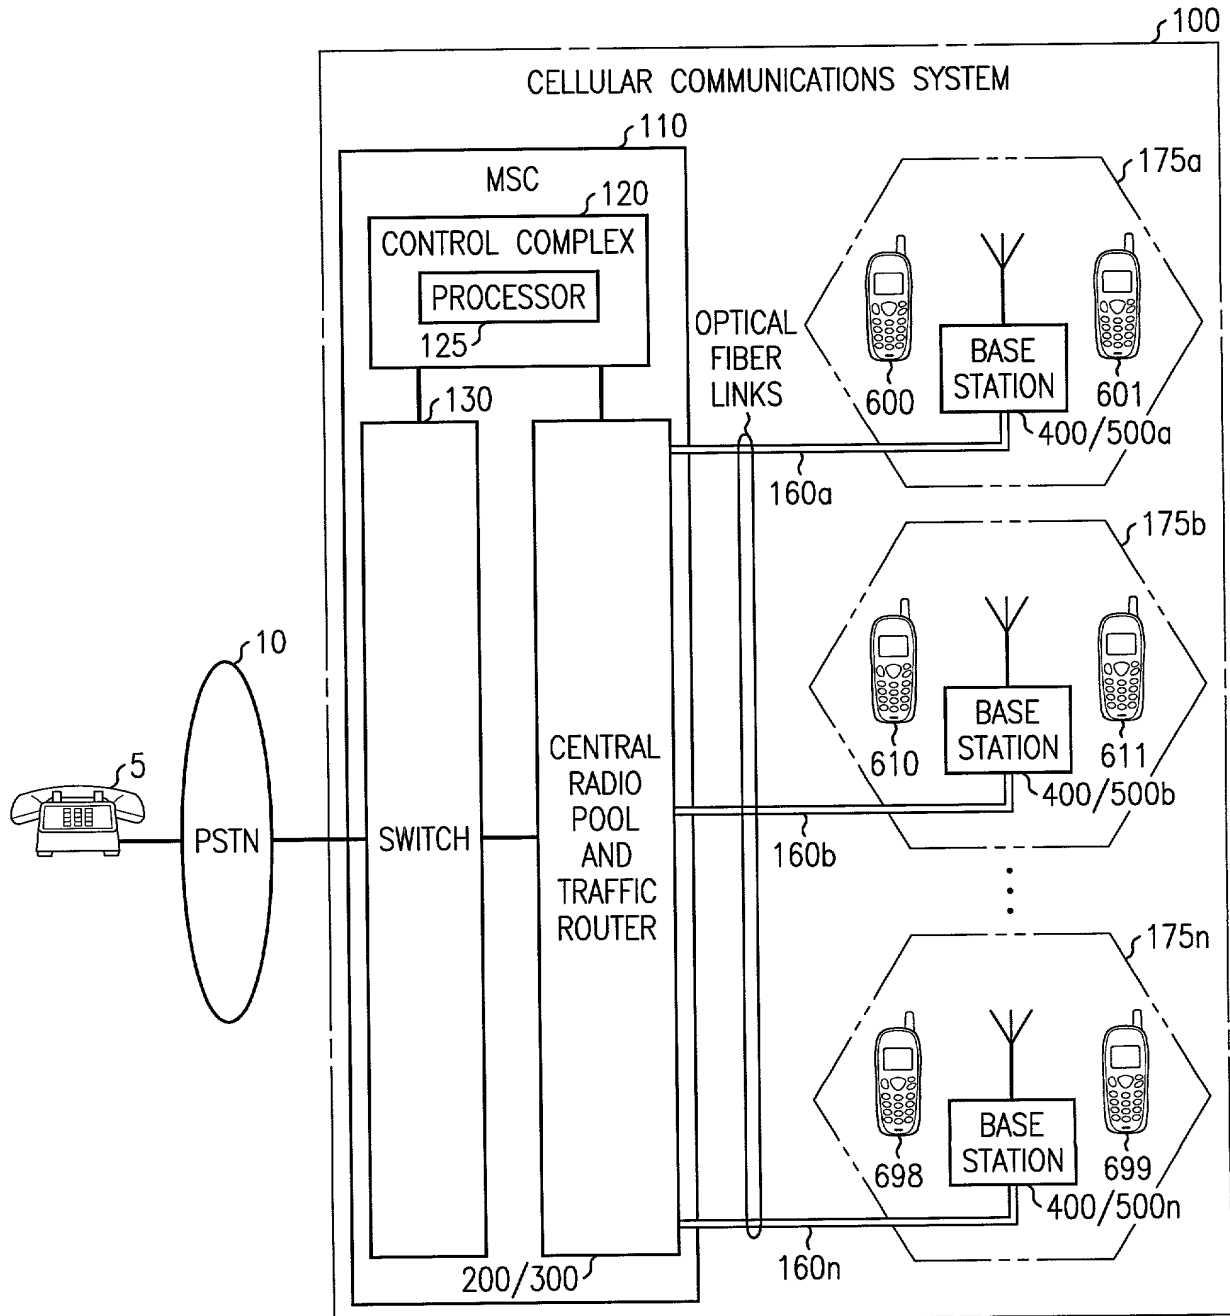 100
CELLULAR COMMUNICATIONS SYSTEM
110
MSC
120
CONTROL COMPLEX
PROCESSOR
125
130
SWITCH
CENTRAL
RADIO
POOL
AND
TRAFFIC
ROUTER
200/300
OPTICAL
FIBER
LINKS
160a
160b
160n
175a
600
BASE
STATION
601
400/500a
175b
610
BASE
STATION
611
400/500b
175n
698
BASE
STATION
699
400/500n
10
5
PSTN